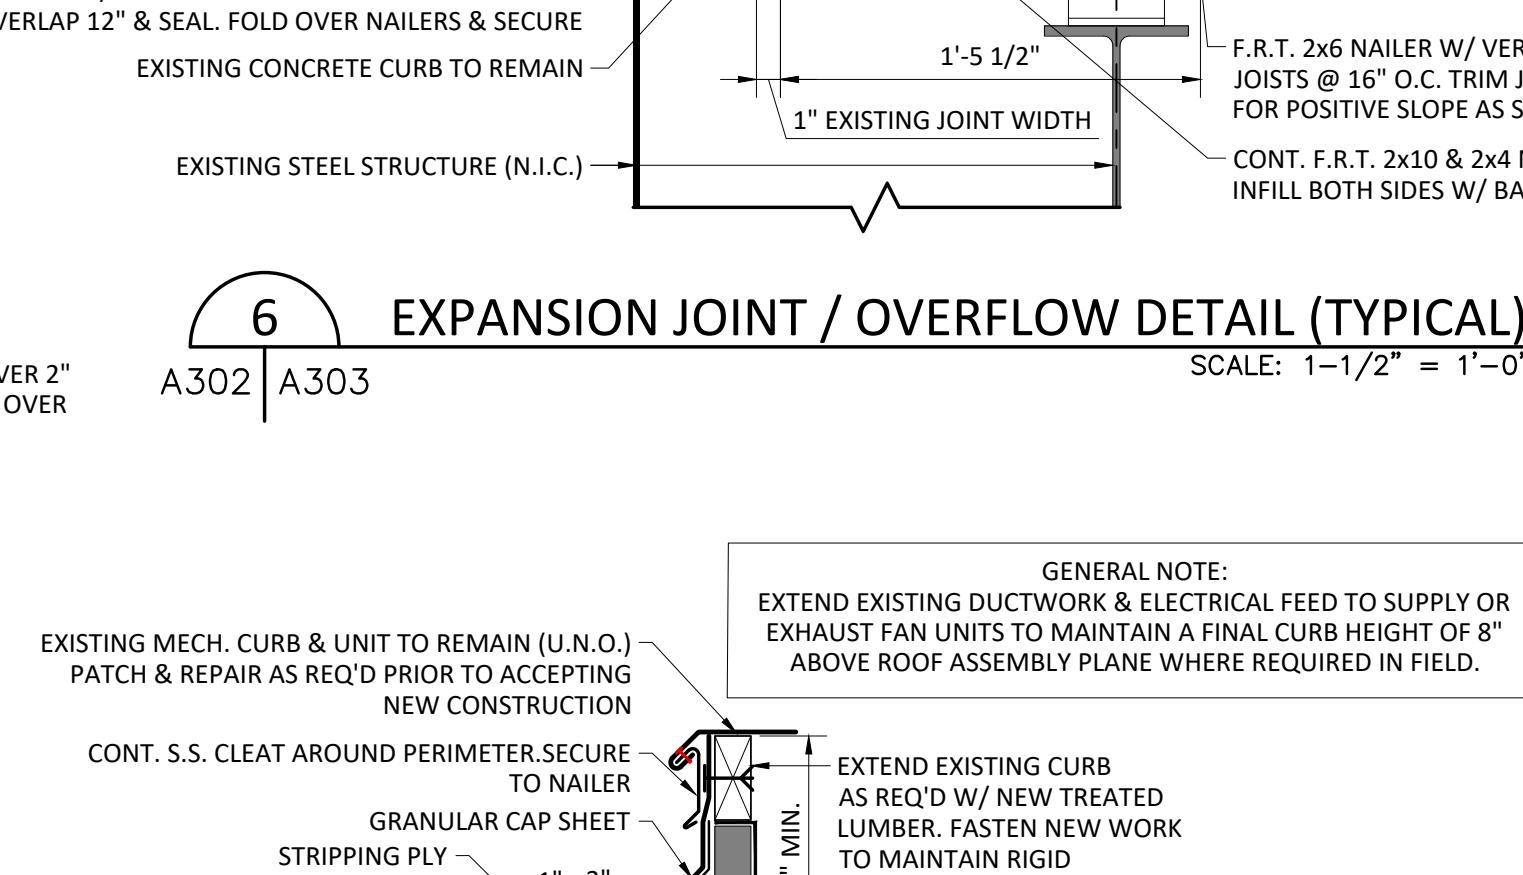 OVERLAP 12" & SEAL. FOLD OVER NAILERS & SECURE
EXISTING CONCRETE CURB TO REMAIN
EXISTING STEEL STRUCTURE (N.I.C.)
1'-5 1/2"
1" EXISTING JOINT WIDTH
F.R.T. 2x6 NAILER W/
JOISTS @ 16" O.C. TRIM
FOR POSITIVE SLOPE AS
CONT. F.R.T. 2x10 & 2x4
INFILL BOTH SIDES W/
6
A302 A303
EXPANSION JOINT / OVERFLOW DETAIL (TYPICAL)
SCALE: 1-1/2" = 1'-0"
2"
OVER
GENERAL NOTE:
EXTEND EXISTING DUCTWORK & ELECTRICAL FEED TO SUPPLY OR
EXHAUST FAN UNITS TO MAINTAIN A FINAL CURB HEIGHT OF 8"
ABOVE ROOF ASSEMBLY PLANE WHERE REQUIRED IN FIELD.
EXISTING MECH. CURB & UNIT TO REMAIN (U.N.O.)
PATCH & REPAIR AS REQ'D PRIOR TO ACCEPTING
NEW CONSTRUCTION
CONT. S.S. CLEAT AROUND PERIMETER.SECURE
TO NAILER
GRANULAR CAP SHEET
STRIPPING PLY
MIN.
EXTEND EXISTING CURB
AS REQ'D W/ NEW TREATED
LUMBER. FASTEN NEW WORK
TO MAINTAIN RIGID